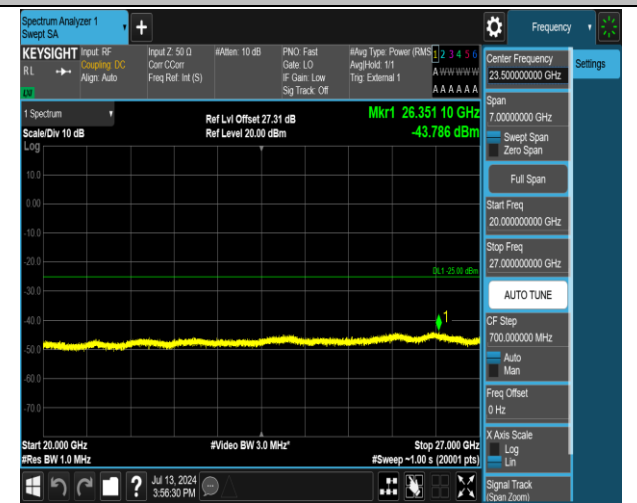 Spectrum Analyzer 1
Swept SA
Frequency
KEYSIGHT Input: RF Input Z: 50 Ω #Atten: 10 dB PNO: Fast #Avg Type: Power (RMS 1 2 3 4 5 6
RL Coupling: DC Corr CCorr Gate: LO Avg|Hold: 1/1 A W W W W W
Align: Auto Freq Ref: Int (S) IF Gain: Low Trig: External 1
Sig Track: Off A A A A A A
LXI
1 Spectrum
Scale/Div 10 dB
Log
Ref Lvl Offset 27.31 dB
Ref Level 20.00 dBm
Mkr1 26.351 10 GHz
-43.786 dBm
10.0
0.00
-10.0
-20.0
DL1 -25.00 dBm
-30.0
1
-40.0
-50.0
-60.0
-70.0
Start 20.000 GHz #Video BW 3.0 MHz* Stop 27.000 GHz
#Res BW 1.0 MHz #Sweep ~1.00 s (20001 pts)
Center Frequency
23.500000000 GHz
Settings
Span
7.00000000 GHz
Swept Span
Zero Span
Full Span
Start Freq
20.000000000 GHz
Stop Freq
27.000000000 GHz
AUTO TUNE
CF Step
700.000000 MHz
Auto
Man
Freq Offset
0 Hz
X Axis Scale
Log
Lin
Signal Track
(Span Zoom)
?
Jul 13, 2024
3:56:30 PM